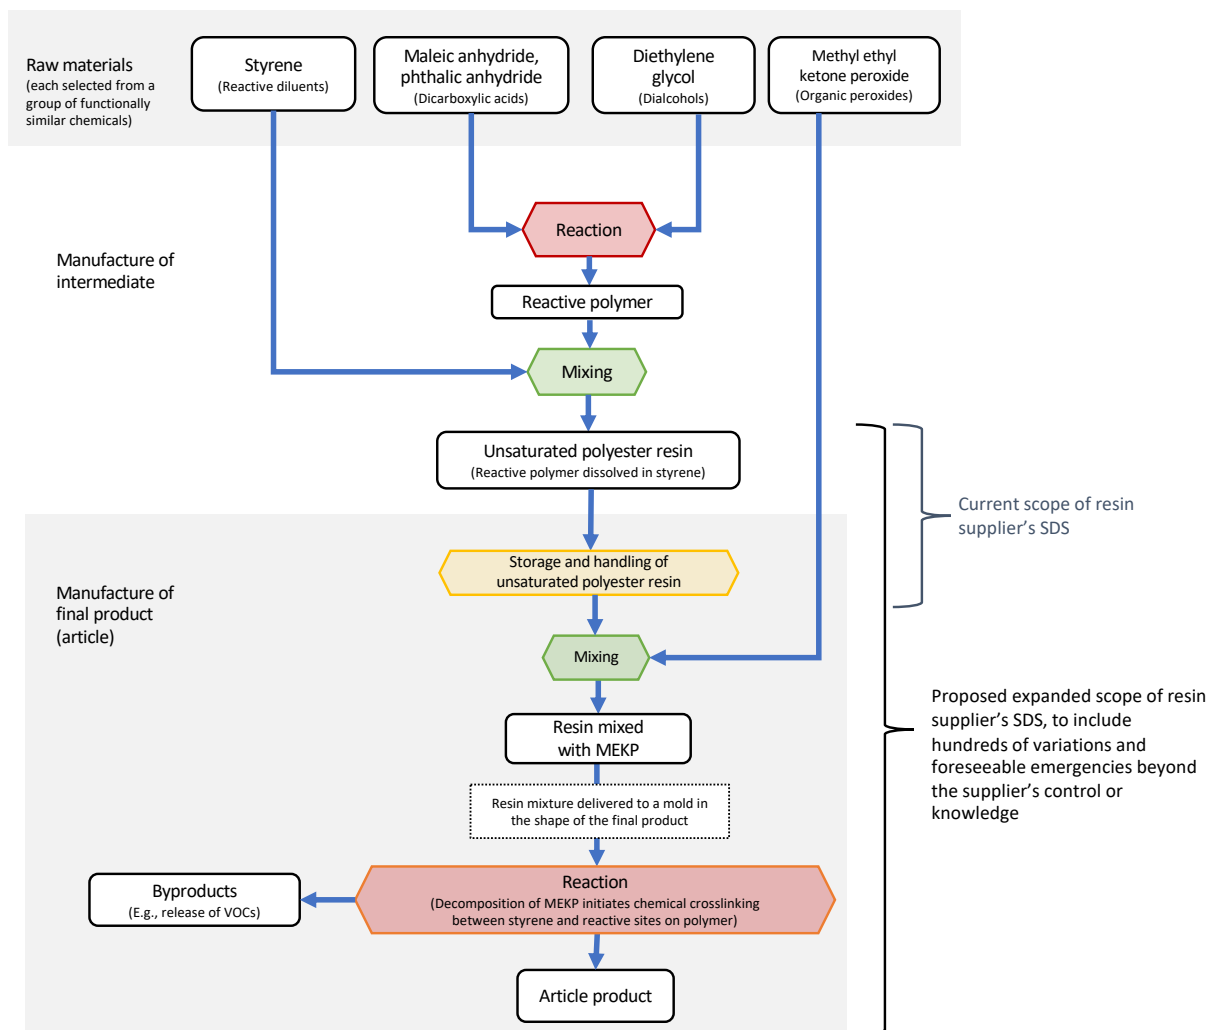 Raw materials
(each selected from a
group of functionally
similar chemicals)
Styrene
(Reactive diluents)
Maleic anhydride,
phthalic anhydride
(Dicarboxylic acids)
Diethylene
glycol
(Dialcohols)
Methyl ethyl
ketone peroxide
(Organic peroxides)
Reaction
Manufacture of
intermediate
Reactive polymer
Mixing
Unsaturated polyester resin
(Reactive polymer dissolved in styrene)
Current scope of resin
supplier’s SDS
Storage and handling of
unsaturated polyester resin
Manufacture of
final product
(article)
Mixing
Proposed expanded scope of resin
supplier’s SDS, to include
hundreds of variations and
foreseeable emergencies beyond
the supplier’s control or
knowledge
Resin mixed
with MEKP
Resin mixture delivered to a mold in
the shape of the final product
Byproducts
(E.g., release of VOCs)
Reaction
(Decomposition of MEKP initiates chemical crosslinking
between styrene and reactive sites on polymer)
Article product